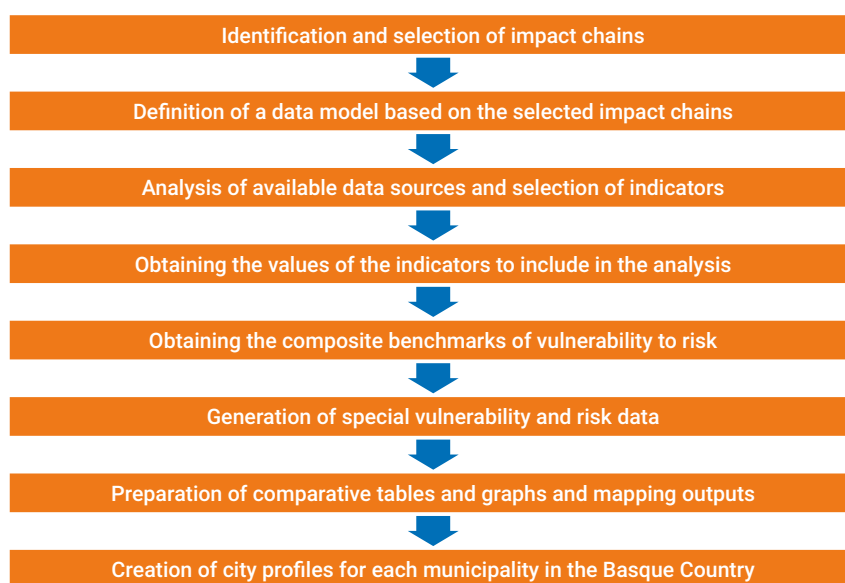 Identification and selection of impact chains
Definition of a data model based on the selected impact chains
Analysis of available data sources and selection of indicators
Obtaining the values of the indicators to include in the analysis
Obtaining the composite benchmarks of vulnerability to risk
Generation of special vulnerability and risk data
Preparation of comparative tables and graphs and mapping outputs
Creation of city profiles for each municipality in the Basque Country